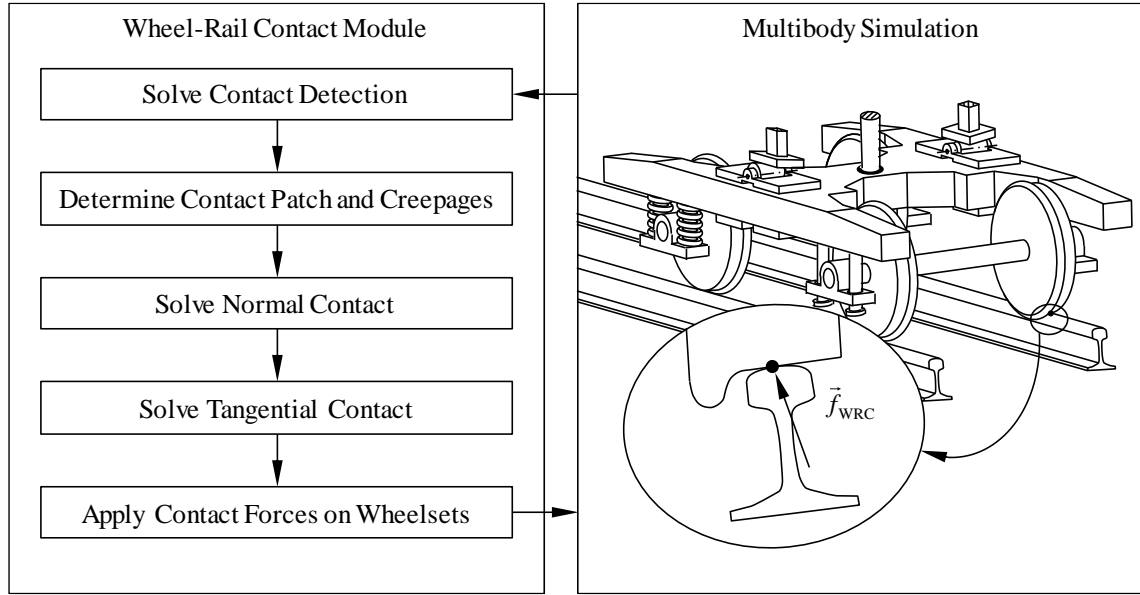 Wheel-Rail Contact Module
Solve Contact Detection
Determine Contact Patch and Creepages
Solve Normal Contact
Solve Tangential Contact
Apply Contact Forces on Wheelsets
Multibody Simulation
f⃗WRC